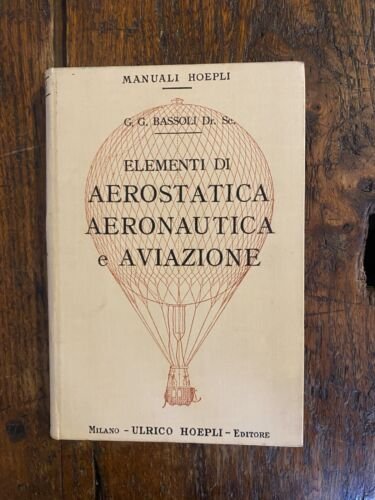 MANUALI HOEPLI
G. G. BASSOLI Dr. Sc.
ELEMENTI DI
AEROSTATICA
AERONAUTICA
e AVIAZIONE
MILANO - ULRICO HOEPLI - EDITORE